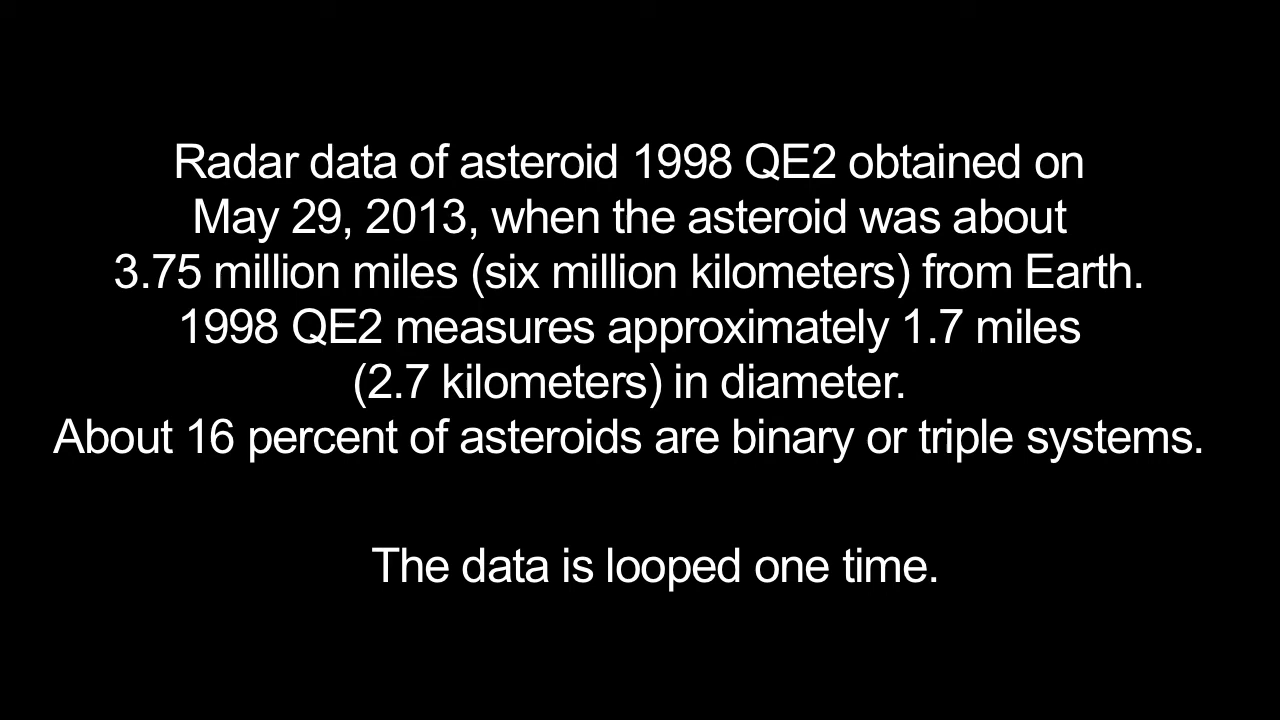 Radar data of asteroid 1998 QE2 obtained on
May 29, 2013, when the asteroid was about
3.75 million miles (six million kilometers) from Earth.
1998 QE2 measures approximately 1.7 miles
(2.7 kilometers) in diameter.
About 16 percent of asteroids are binary or triple systems.
The data is looped one time.